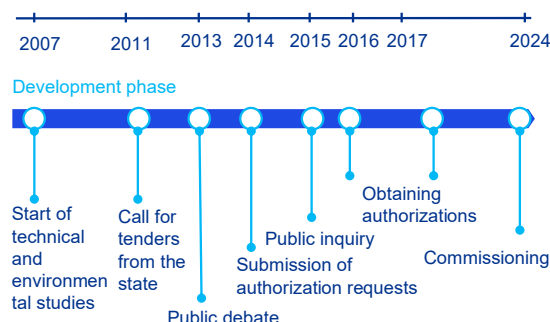 2007 2011 2013 2014 2015 2016 2017 2024
Development phase
Start of
technical
and
environmen
tal studies
Call for
tenders
from the
state
Public debate
Submission of
authorization requests
Public inquiry
Obtaining
authorizations
Commissioning